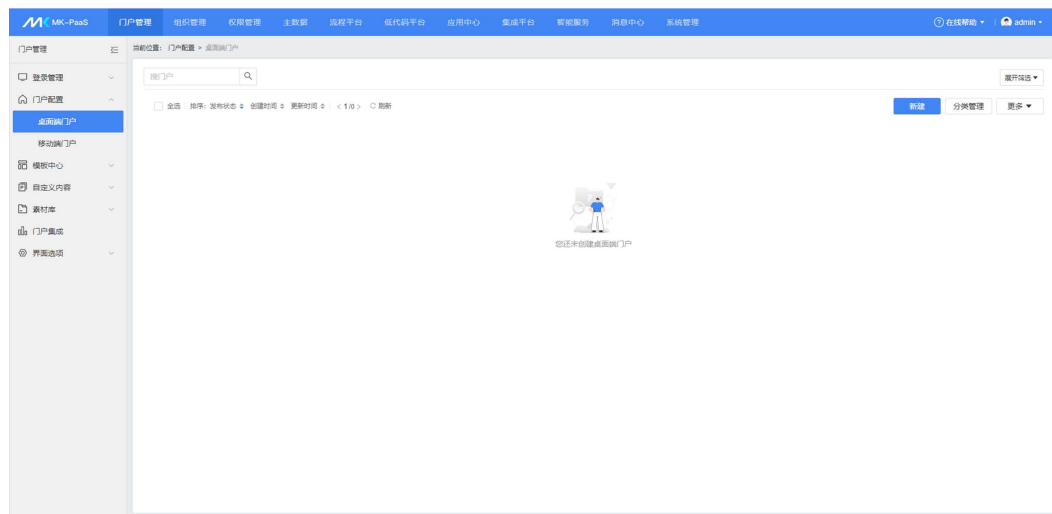 MK-PaaS 门户管理 组织管理 权限管理 主数据 流程平台 低代码平台 应用中心 集成平台 智能服务 消息中心 系统管理 在线帮助 admin
门户管理 当前位置: 门户配置 > 桌面端门户
登录管理 搜门户 展开筛选
门户配置 全选 排序: 发布状态 创建时间 更新时间 < 1/0 > 刷新 新建 分类管理 更多
桌面端门户
移动端门户
模板中心
自定义内容
素材库
门户集成
界面选项
您还未创建桌面端门户